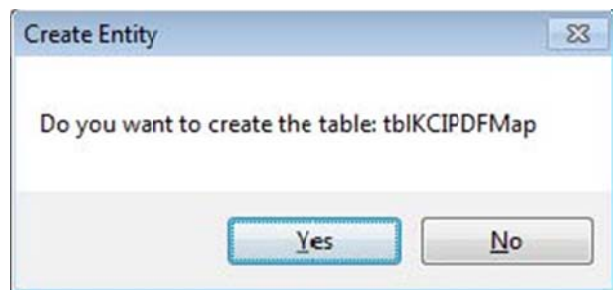 Create Entity
Do you want to create the table: tblKCIPDFMap
Yes
No